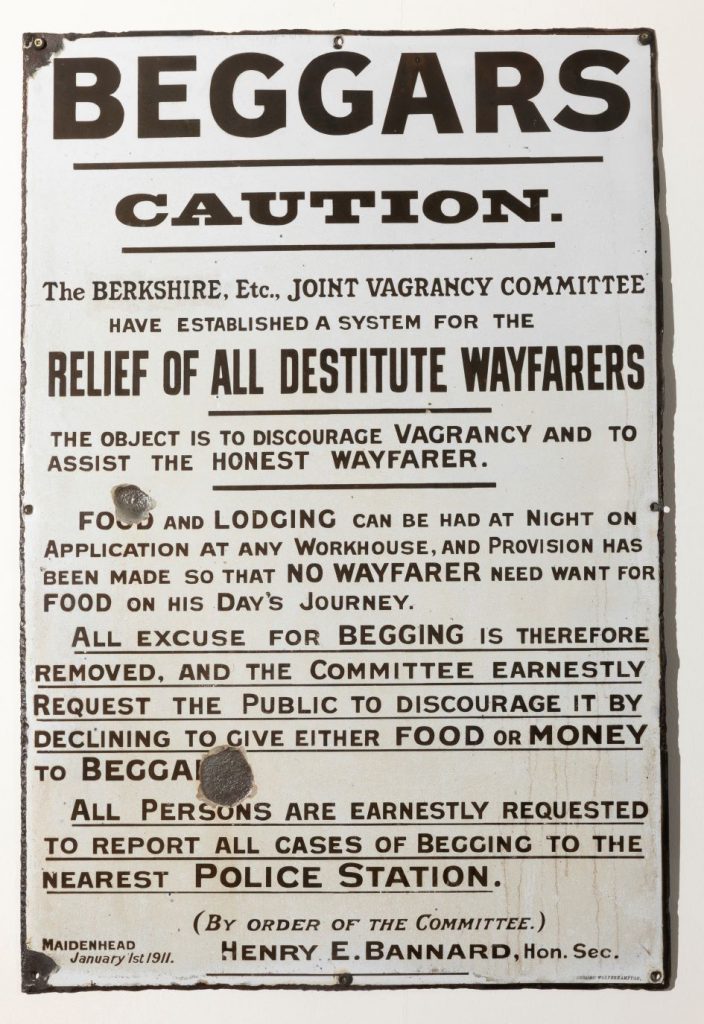 BEGGARS
CAUTION.
The BERKSHIRE, Etc., JOINT VAGRANCY COMMITTEE
HAVE ESTABLISHED A SYSTEM FOR THE
RELIEF OF ALL DESTITUTE WAYFARERS
THE OBJECT IS TO DISCOURAGE VAGRANCY AND TO
ASSIST THE HONEST WAYFARER.
FOOD AND LODGING CAN BE HAD AT NIGHT ON
APPLICATION AT ANY WORKHOUSE, AND PROVISION HAS
BEEN MADE SO THAT NO WAYFARER NEED WANT FOR
FOOD ON HIS DAY'S JOURNEY.
ALL EXCUSE FOR BEGGING IS THEREFORE
REMOVED, AND THE COMMITTEE EARNESTLY
REQUEST THE PUBLIC TO DISCOURAGE IT BY
DECLINING TO GIVE EITHER FOOD OR MONEY
TO BEGGA
ALL PERSONS ARE EARNESTLY REQUESTED
TO REPORT ALL CASES OF BEGGING TO THE
NEAREST POLICE STATION.
(BY ORDER OF THE COMMITTEE.)
MAIDENHEAD
January 1st 1911.
HENRY E. BANNARD, Hon. Sec.